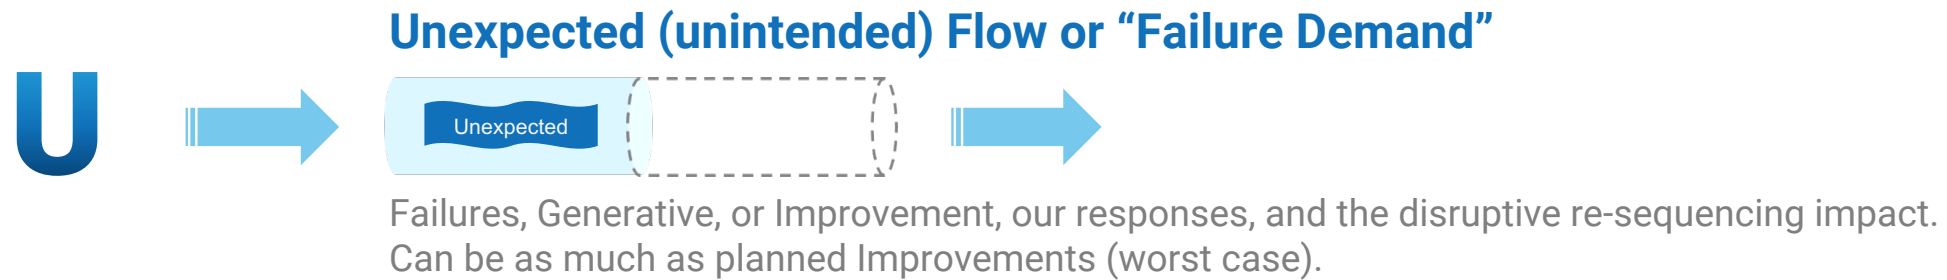 Unexpected (unintended) Flow or “Failure Demand”
U
Unexpected
Failures, Generative, or Improvement, our responses, and the disruptive re-sequencing impact.
Can be as much as planned Improvements (worst case).